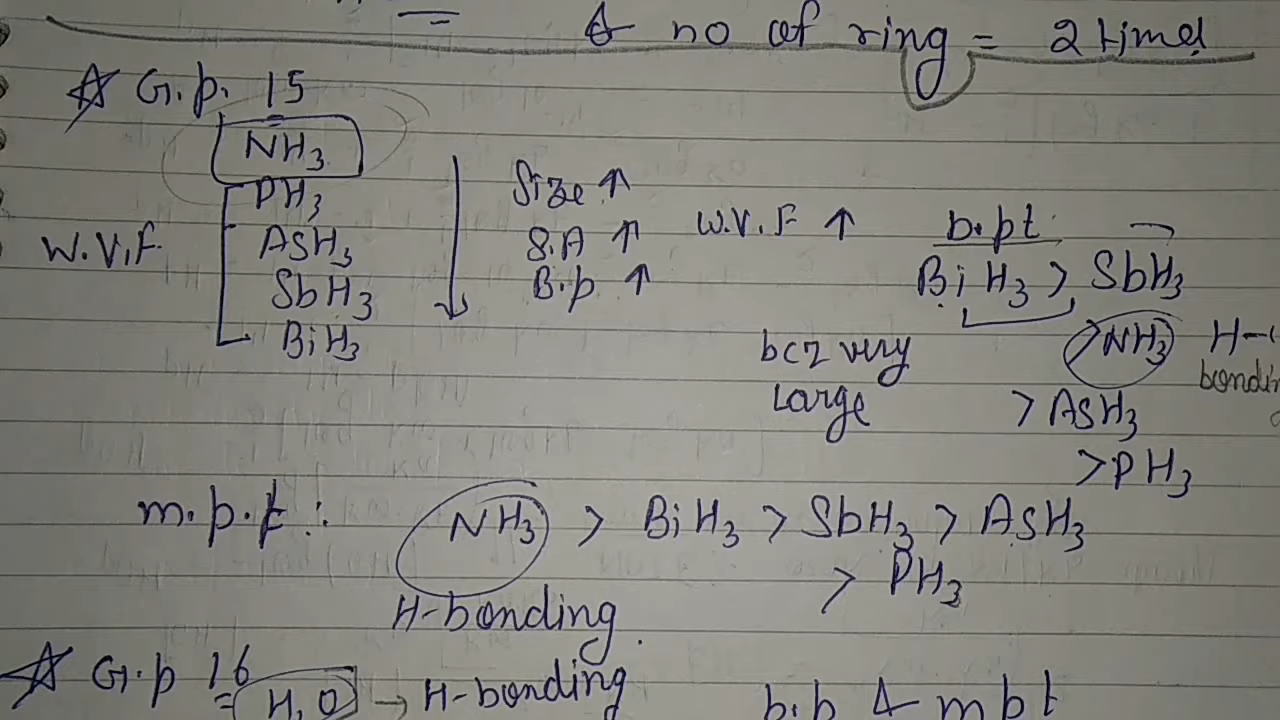 & no of ring = 2 time
☆ G.p. 15
NH3
PH3
W.V.F AsH3
SbH3
BiH3
Size ↑
S.A ↑ W.V.F ↑
B.p ↑
b.pt
BiH3 > SbH3
bcz very large
> NH3 H-
bondin
> AsH3
> PH3
m.p.t : NH3 > BiH3 > SbH3 > AsH3
> PH3
H-bonding.
☆ G.p 16
H2O → H-bonding b.p & m p t